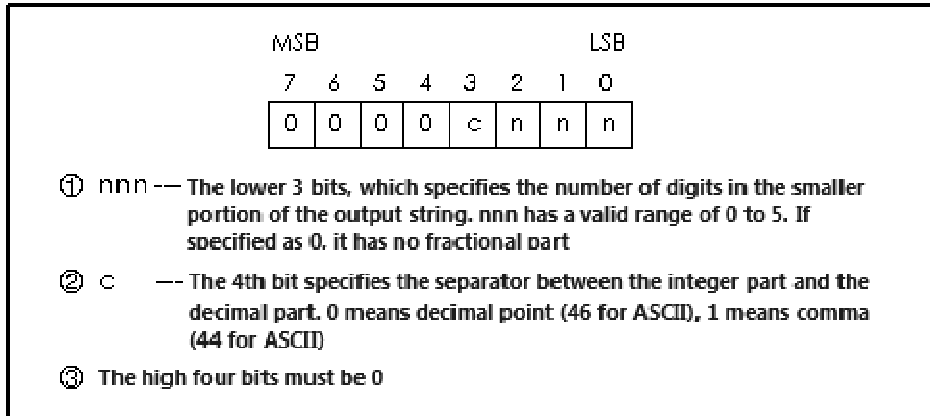 MSB LSB
7 6 5 4 3 2 1 0
0 0 0 0 c n n n
① nnn -— The lower 3 bits, which specifies the number of digits in the smaller
portion of the output string. nnn has a valid range of 0 to 5. If
specified as 0, it has no fractional part
② c —- The 4th bit specifies the separator between the integer part and the
decimal part. 0 means decimal point (46 for ASCII), 1 means comma
(44 for ASCII)
③ The high four bits must be 0